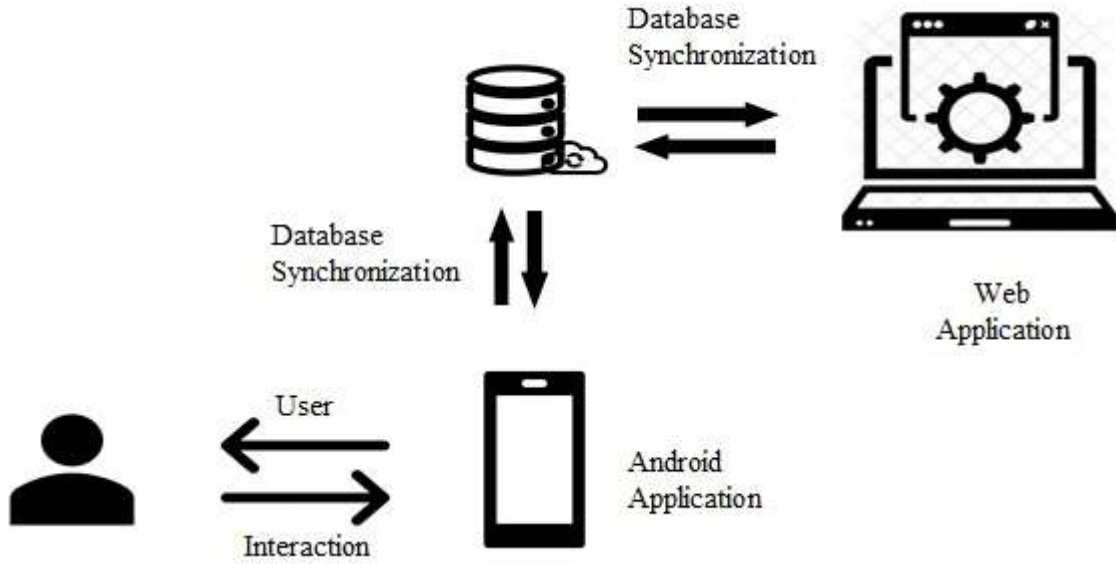 Database
Synchronization
Database
Synchronization
Web
Application
User
Interaction
Android
Application